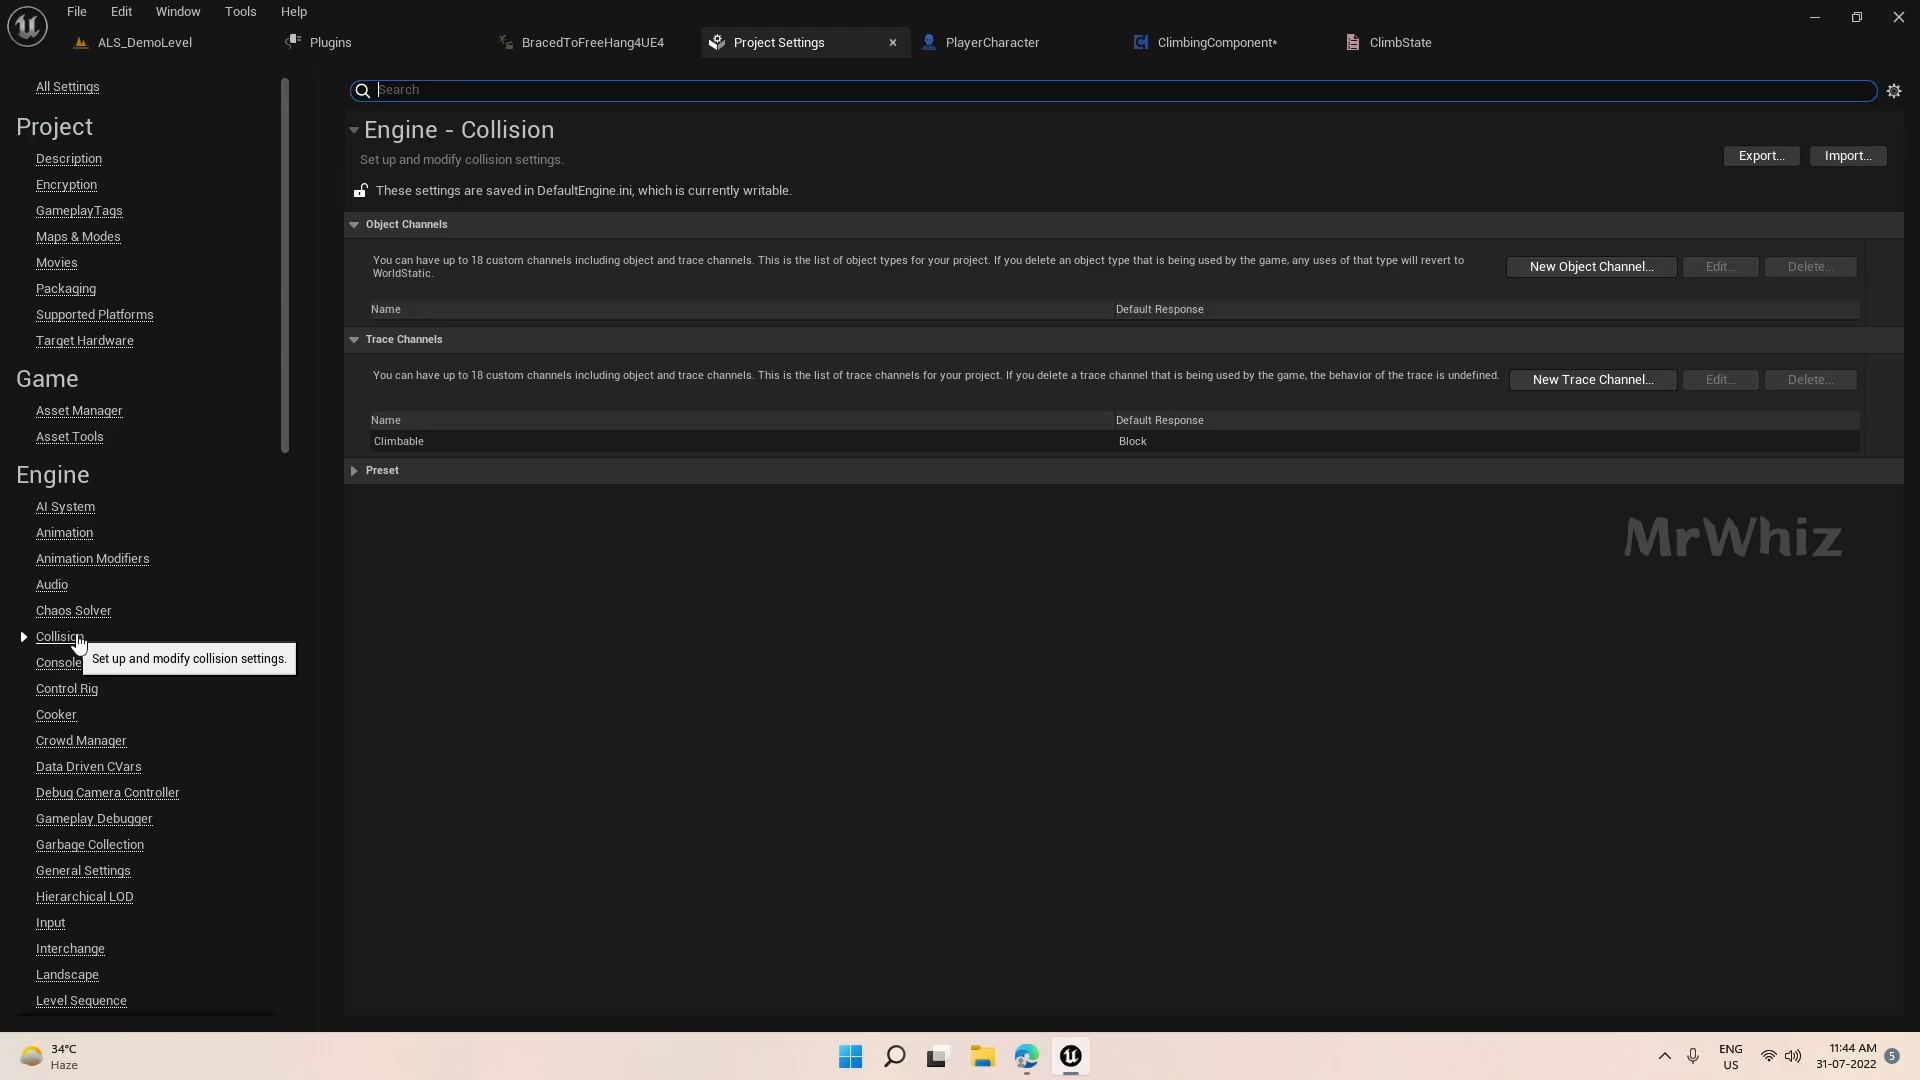 File Edit Window Tools Help
ALS_DemoLevel Plugins BracedToFreeHang4UE4 Project Settings PlayerCharacter ClimbingComponent* ClimbState
All Settings
Search
Project
Description
Encryption
GameplayTags
Maps & Modes
Movies
Packaging
Supported Platforms
Target Hardware
Game
Asset Manager
Asset Tools
Engine
AI System
Animation
Animation Modifiers
Audio
Chaos Solver
Collision
Console
Set up and modify collision settings.
Control Rig
Cooker
Crowd Manager
Data Driven CVars
Debug Camera Controller
Gameplay Debugger
Garbage Collection
General Settings
Hierarchical LOD
Input
Interchange
Landscape
Level Sequence
Engine - Collision
Set up and modify collision settings.
Export... Import...
These settings are saved in DefaultEngine.ini, which is currently writable.
Object Channels
You can have up to 18 custom channels including object and trace channels. This is the list of object types for your project. If you delete an object type that is being used by the game, any uses of that type will revert to
WorldStatic.
New Object Channel... Edit... Delete...
Name Default Response
Trace Channels
You can have up to 18 custom channels including object and trace channels. This is the list of trace channels for your project. If you delete a trace channel that is being used by the game, the behavior of the trace is undefined.
New Trace Channel... Edit... Delete...
Name Default Response
Climbable Block
Preset
MrWhiz
34°C
Haze
ENG
US
11:44 AM
31-07-2022
5